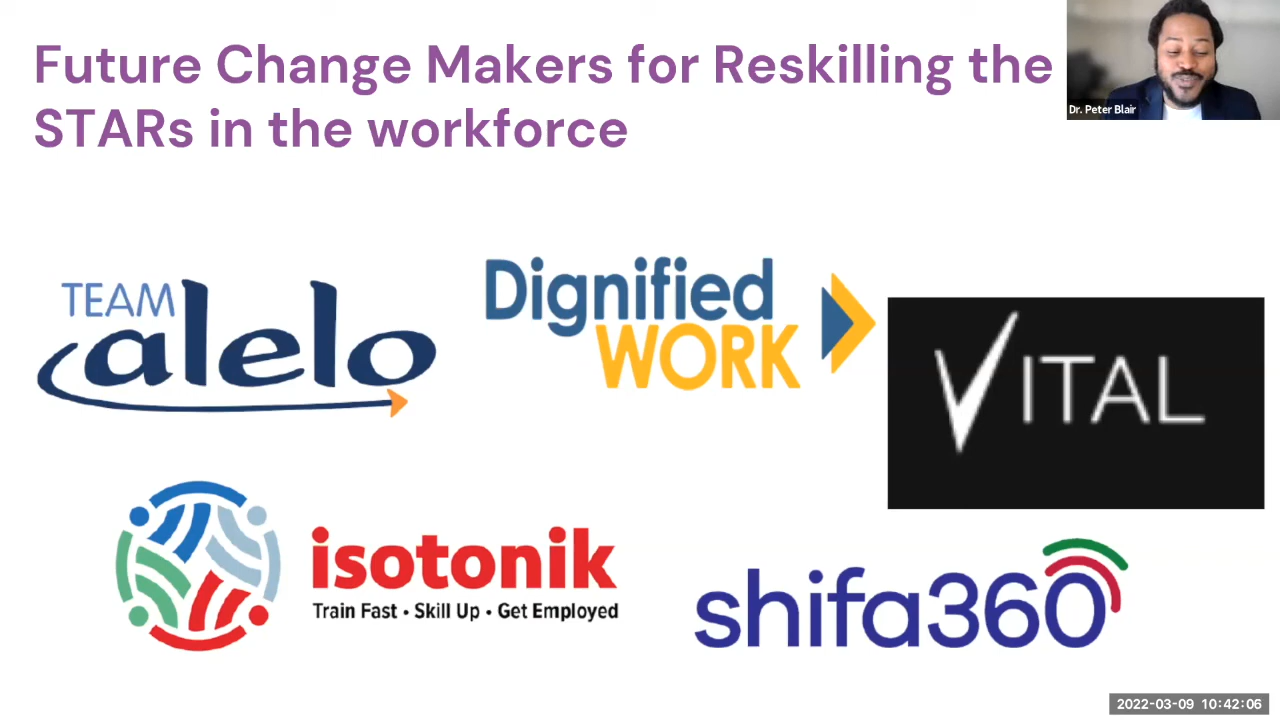 Future Change Makers for Reskilling the
STARs in the workforce
Dr. Peter Blair
TEAM
alelo
Dignified
WORK
VITAL
isotonik
Train Fast • Skill Up • Get Employed
shifa360
2022-03-09 10:42:06